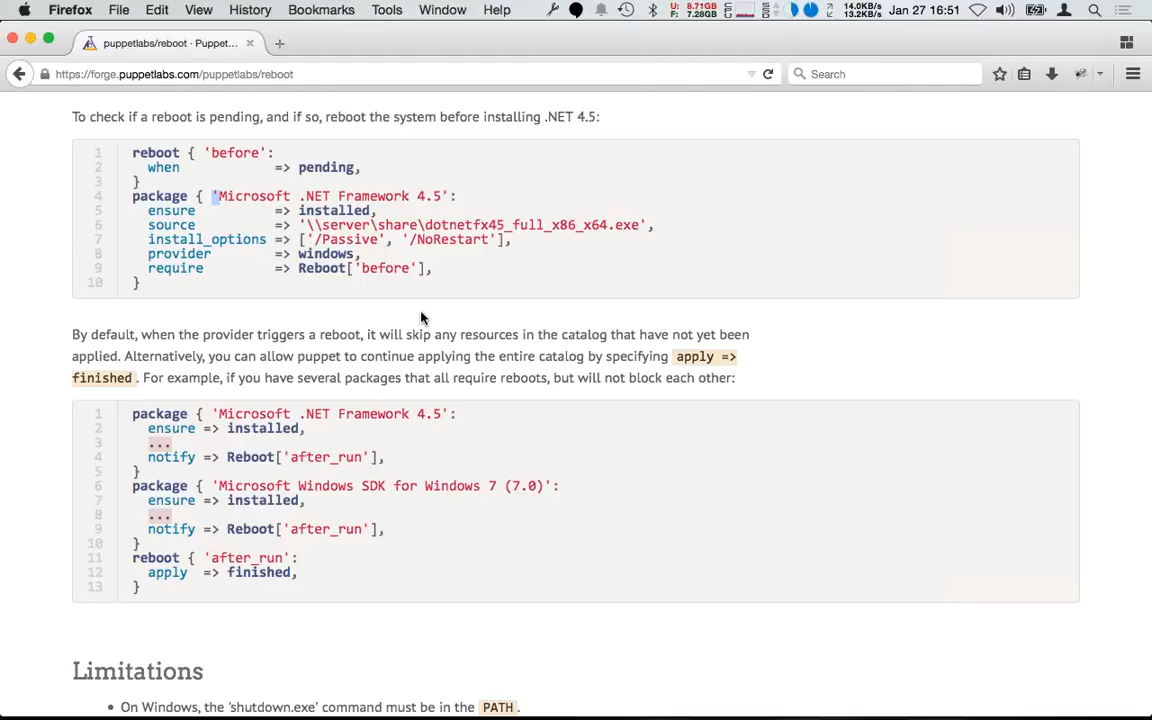 Firefox File Edit View History Bookmarks Tools Window Help U: 8.71GB F: 7.28GB 14.0KB/s 13.2KB/s Jan 27 16:51
puppetlabs/reboot · Puppet...
https://forge.puppetlabs.com/puppetlabs/reboot Search
To check if a reboot is pending, and if so, reboot the system before installing .NET 4.5:
1 reboot { 'before':
2 when => pending,
3 }
4 package { 'Microsoft .NET Framework 4.5':
5 ensure => installed,
6 source => '\\server\share\dotnetfx45_full_x86_x64.exe',
7 install_options => ['/Passive', '/NoRestart'],
8 provider => windows,
9 require => Reboot['before'],
10 }
By default, when the provider triggers a reboot, it will skip any resources in the catalog that have not yet been
applied. Alternatively, you can allow puppet to continue applying the entire catalog by specifying apply =>
finished. For example, if you have several packages that all require reboots, but will not block each other:
1 package { 'Microsoft .NET Framework 4.5':
2 ensure => installed,
3 ...
4 notify => Reboot['after_run'],
5 }
6 package { 'Microsoft Windows SDK for Windows 7 (7.0)':
7 ensure => installed,
8 ...
9 notify => Reboot['after_run'],
10 }
11 reboot { 'after_run':
12 apply => finished,
13 }
Limitations
• On Windows, the 'shutdown.exe' command must be in the PATH.